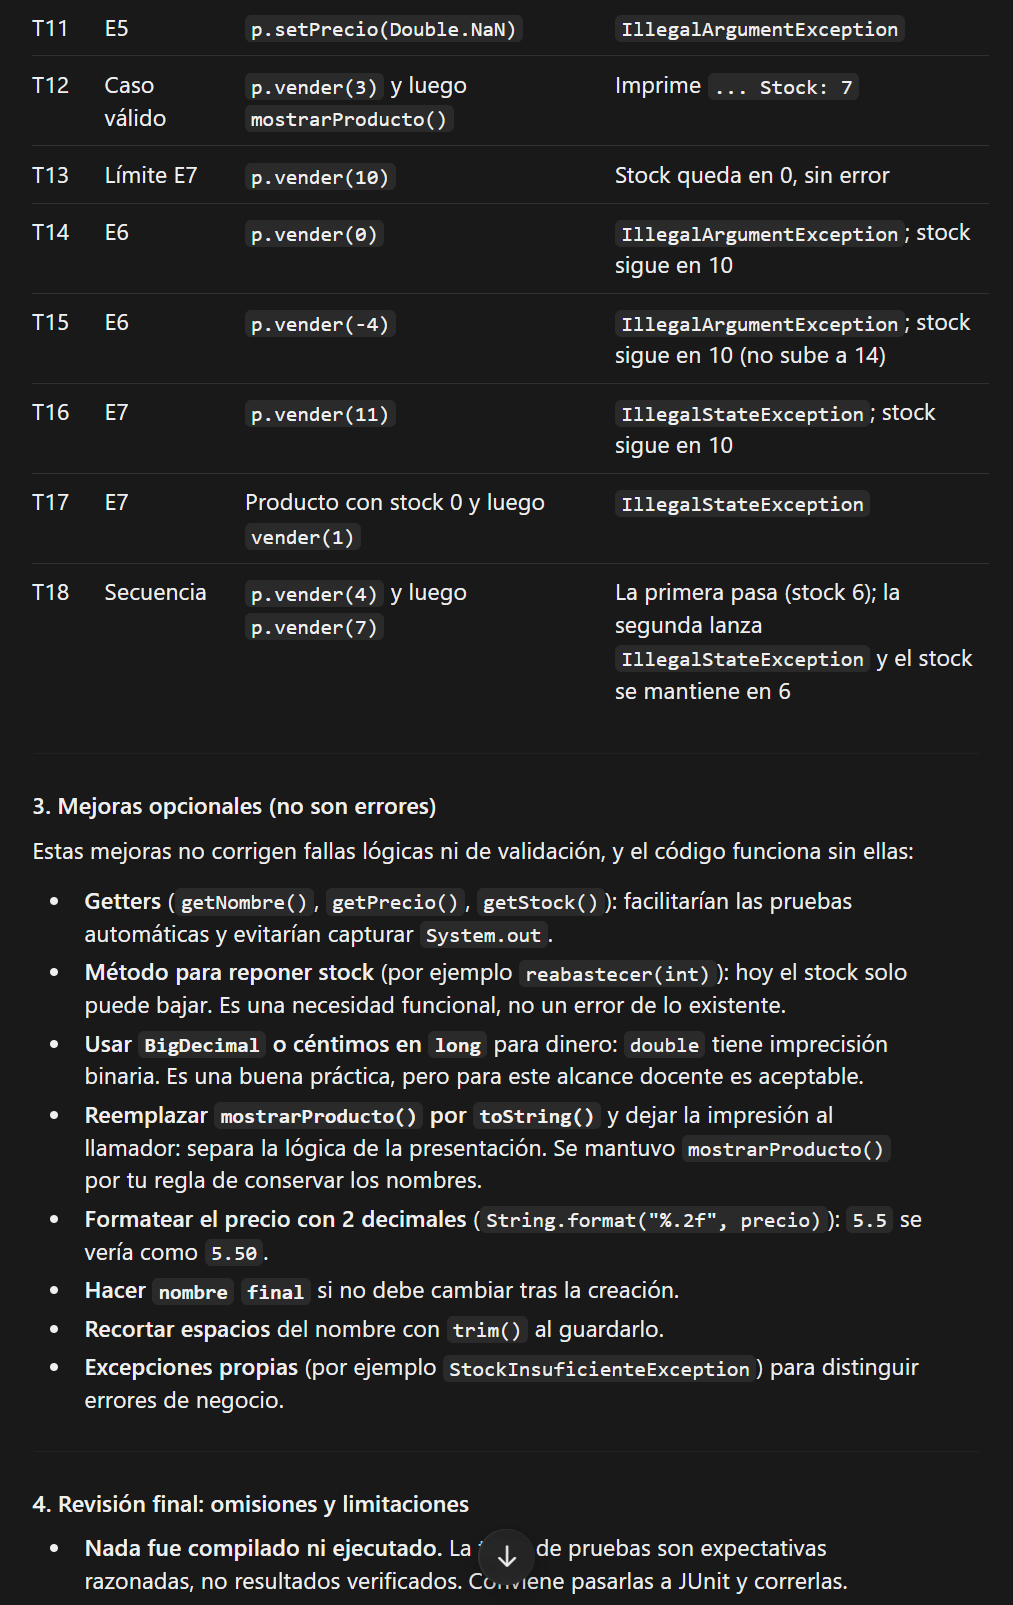 T11 E5 p.setPrecio(Double.NaN) IllegalArgumentException
T12 Caso válido p.vender(3) y luego mostrarProducto() Imprime ... Stock: 7
T13 Límite E7 p.vender(10) Stock queda en 0, sin error
T14 E6 p.vender(0) IllegalArgumentException; stock
sigue en 10
T15 E6 p.vender(-4) IllegalArgumentException; stock
sigue en 10 (no sube a 14)
T16 E7 p.vender(11) IllegalStateException; stock
sigue en 10
T17 E7 Producto con stock 0 y luego vender(1) IllegalStateException
T18 Secuencia p.vender(4) y luego p.vender(7) La primera pasa (stock 6); la
segunda lanza
IllegalStateException y el stock
se mantiene en 6
3. Mejoras opcionales (no son errores)
Estas mejoras no corrigen fallas lógicas ni de validación, y el código funciona sin ellas:
• Getters (getNombre(), getPrecio(), getStock()): facilitarían las pruebas
automáticas y evitarían capturar System.out.
• Método para reponer stock (por ejemplo reabastecer(int)): hoy el stock solo
puede bajar. Es una necesidad funcional, no un error de lo existente.
• Usar BigDecimal o céntimos en long para dinero: double tiene imprecisión
binaria. Es una buena práctica, pero para este alcance docente es aceptable.
• Reemplazar mostrarProducto() por toString() y dejar la impresión al
llamador: separa la lógica de la presentación. Se mantuvo mostrarProducto()
por tu regla de conservar los nombres.
• Formatear el precio con 2 decimales (String.format("%.2f", precio)): 5.5 se
vería como 5.50.
• Hacer nombre final si no debe cambiar tras la creación.
• Recortar espacios del nombre con trim() al guardarlo.
• Excepciones propias (por ejemplo StockInsuficienteException) para distinguir
errores de negocio.
4. Revisión final: omisiones y limitaciones
• Nada fue compilado ni ejecutado. La de pruebas son expectativas
razonadas, no resultados verificados. Conviene pasarlas a JUnit y correrlas.